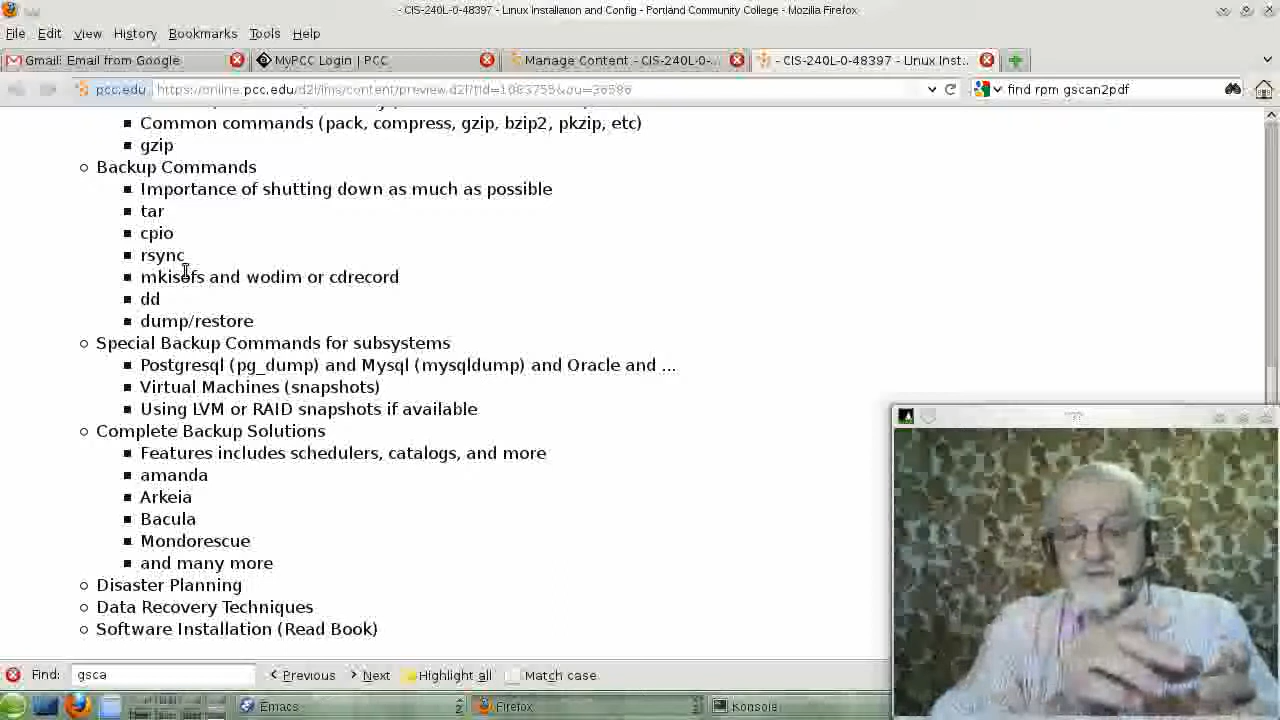 - CIS-240L-0-48397 - Linux Installation and Config - Portland Community College - Mozilla Firefox
File Edit View History Bookmarks Tools Help
Gmail: Email from Google
MyPCC Login | PCC
Manage Content - CIS-240L-0-...
- CIS-240L-0-48397 - Linux Inst...
pcc.edu
find rpm gscan2pdf
Common commands (pack, compress, gzip, bzip2, pkzip, etc)
gzip
Backup Commands
Importance of shutting down as much as possible
tar
cpio
rsync
mkisofs and wodim or cdrecord
dd
dump/restore
Special Backup Commands for subsystems
Postgresql (pg_dump) and Mysql (mysqldump) and Oracle and ...
Virtual Machines (snapshots)
Using LVM or RAID snapshots if available
Complete Backup Solutions
Features includes schedulers, catalogs, and more
amanda
Arkeia
Bacula
Mondorescue
and many more
Disaster Planning
Data Recovery Techniques
Software Installation (Read Book)
Find: gsca Previous Next Highlight all Match case
Emacs 2 Firefox Konsole